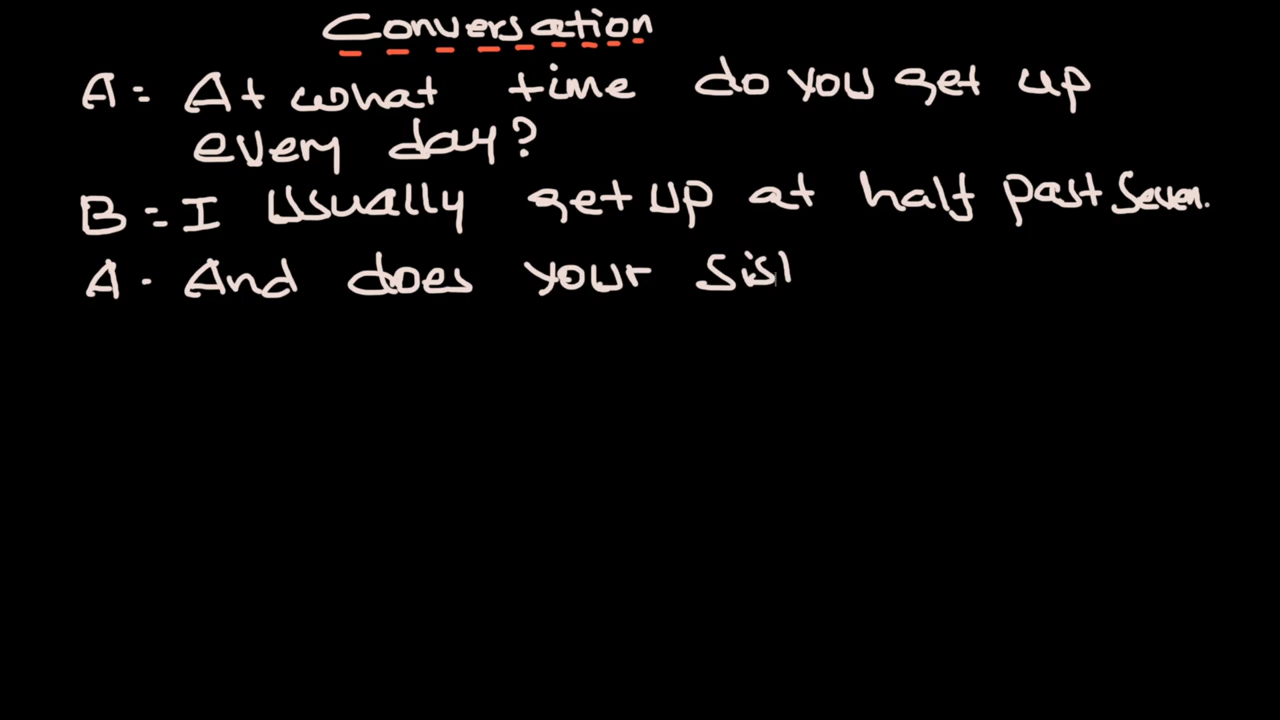 Conversation
A = At what time do you get up
every day?
B = I usually get up at half past Seven.
A. And does your